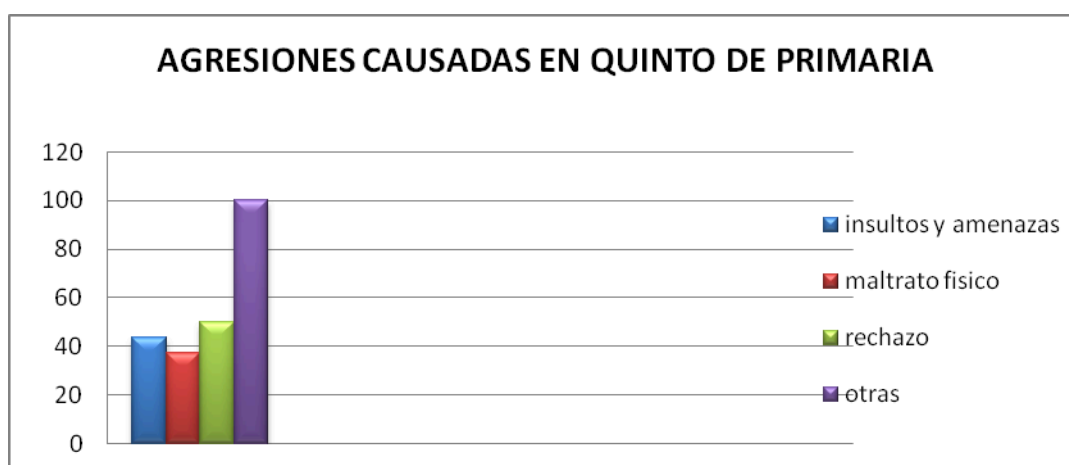 AGRESIONES CAUSADAS EN QUINTO DE PRIMARIA
120
100
80
60
40
20
0
insultos y amenazas
maltrato fisico
rechazo
otras